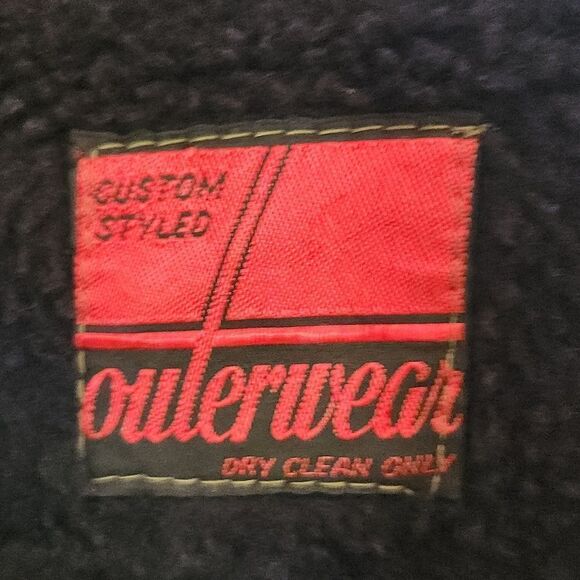 CUSTOM
STYLED
outerwear
DRY CLEAN ONLY